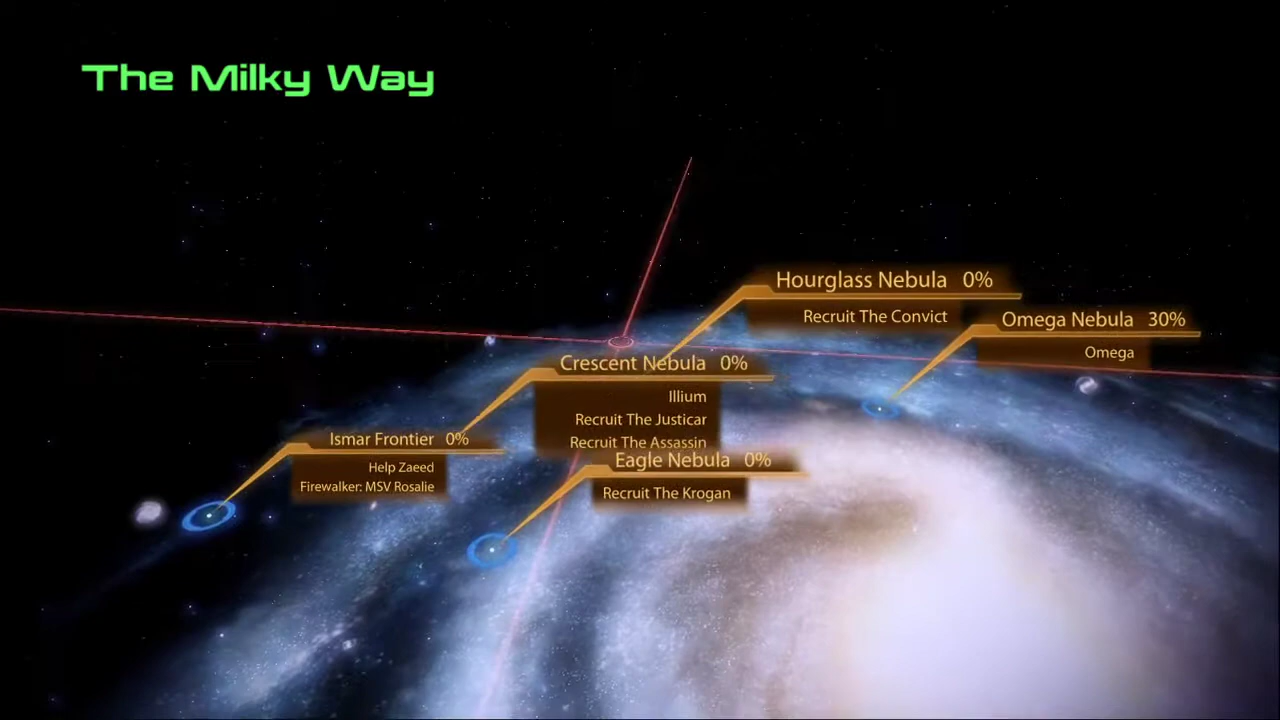 The Milky Way
Hourglass Nebula 0%
Recruit The Convict
Omega Nebula 30%
Omega
Crescent Nebula 0%
Illium
Recruit The Justicar
Recruit The Assassin
Ismar Frontier 0%
Help Zaeed
Firewalker: MSV Rosalie
Eagle Nebula 0%
Recruit The Krogan